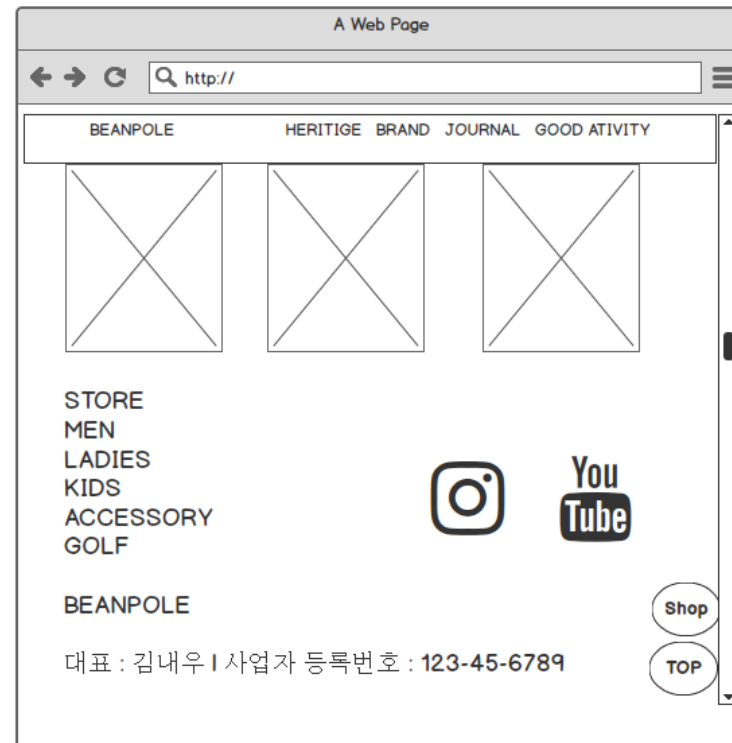 A Web Page
http://
BEANPOLE HERITIGE BRAND JOURNAL GOOD ATIVITY
STORE
MEN
LADIES
KIDS
ACCESSORY
GOLF
You
Tube
BEANPOLE
Shop
대표 : 김내우 I 사업자 등록번호 : 123-45-6789
TOP